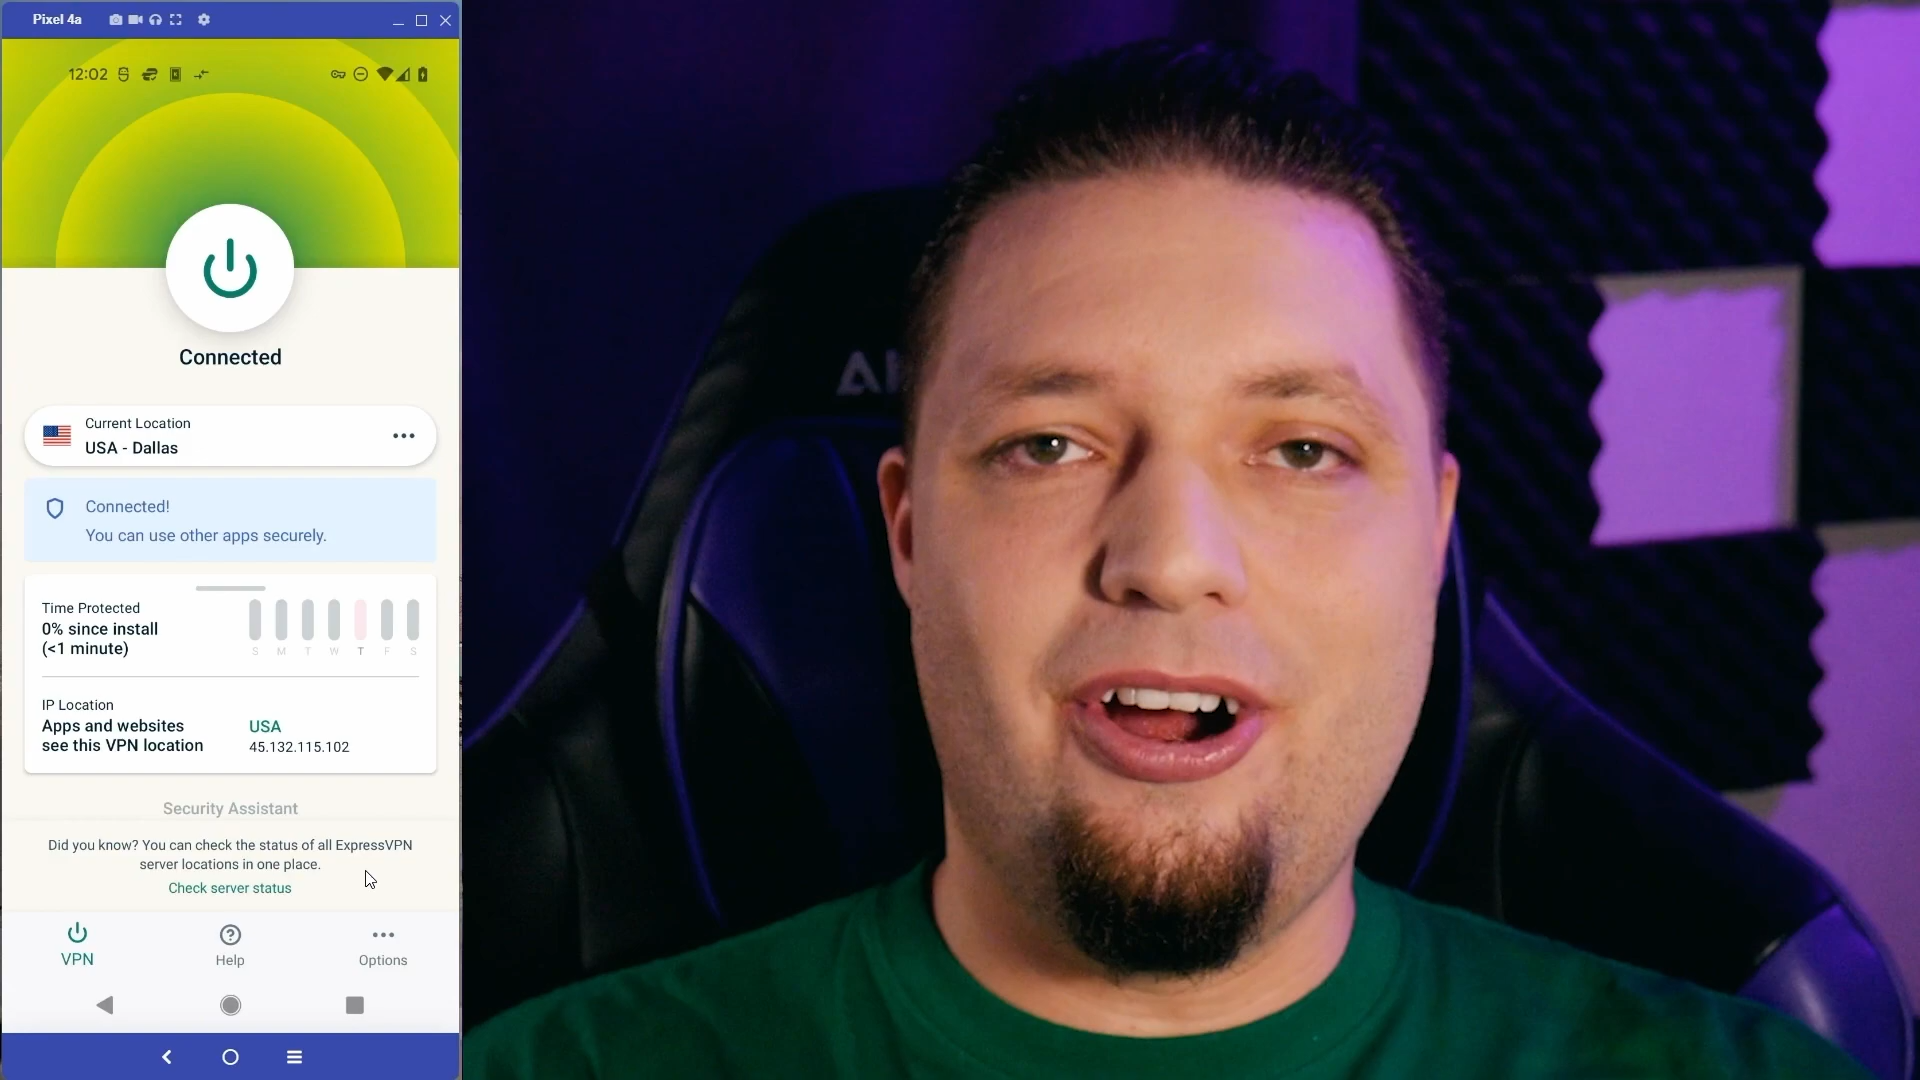 Pixel 4a
12:02
Connected
Current Location
USA - Dallas
Connected!
You can use other apps securely.
Time Protected
0% since install
(<1 minute)
S M T W T F S
IP Location
Apps and websites
see this VPN location
USA
45.132.115.102
Security Assistant
Did you know? You can check the status of all ExpressVPN
server locations in one place.
Check server status
VPN
Help
Options